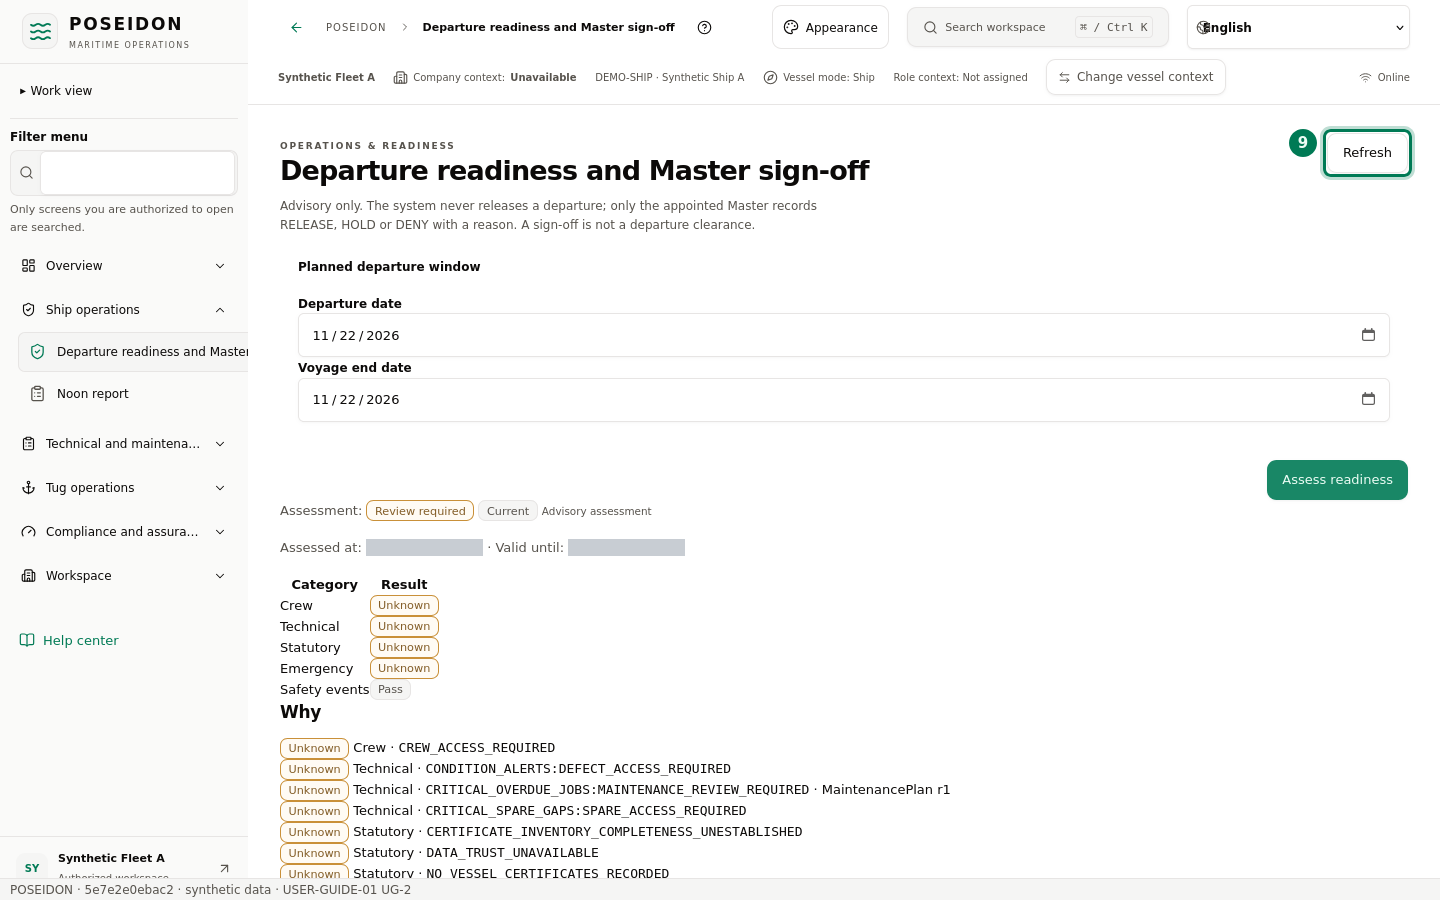 POSEIDON
MARITIME OPERATIONS
Work view
Filter menu
Only screens you are authorized to open
are searched.
Overview
Ship operations
Departure readiness and Master
Noon report
Technical and maintena...
Tug operations
Compliance and assura...
Workspace
Help center
SY
Synthetic Fleet A
Authorized workspace
POSEIDON
Departure readiness and Master sign-off
Appearance
Search workspace
⌘ / Ctrl K
English
Synthetic Fleet A
Company context: Unavailable
DEMO-SHIP · Synthetic Ship A
Vessel mode: Ship
Role context: Not assigned
Change vessel context
Online
OPERATIONS & READINESS
Departure readiness and Master sign-off
9
Refresh
Advisory only. The system never releases a departure; only the appointed Master records
RELEASE, HOLD or DENY with a reason. A sign-off is not a departure clearance.
Planned departure window
Departure date
11/22/2026
Voyage end date
11/22/2026
Assess readiness
Assessment: Review required Current Advisory assessment
Assessed at: · Valid until:
Category Result
Crew Unknown
Technical Unknown
Statutory Unknown
Emergency Unknown
Safety events Pass
Why
Unknown Crew · CREW_ACCESS_REQUIRED
Unknown Technical · CONDITION_ALERTS:DEFECT_ACCESS_REQUIRED
Unknown Technical · CRITICAL_OVERDUE_JOBS:MAINTENANCE_REVIEW_REQUIRED · MaintenancePlan r1
Unknown Technical · CRITICAL_SPARE_GAPS:SPARE_ACCESS_REQUIRED
Unknown Statutory · CERTIFICATE_INVENTORY_COMPLETENESS_UNESTABLISHED
Unknown Statutory · DATA_TRUST_UNAVAILABLE
Unknown Statutory · NO_VESSEL_CERTIFICATES_RECORDED
POSEIDON · 5e7e2e0ebac2 · synthetic data · USER-GUIDE-01 UG-2